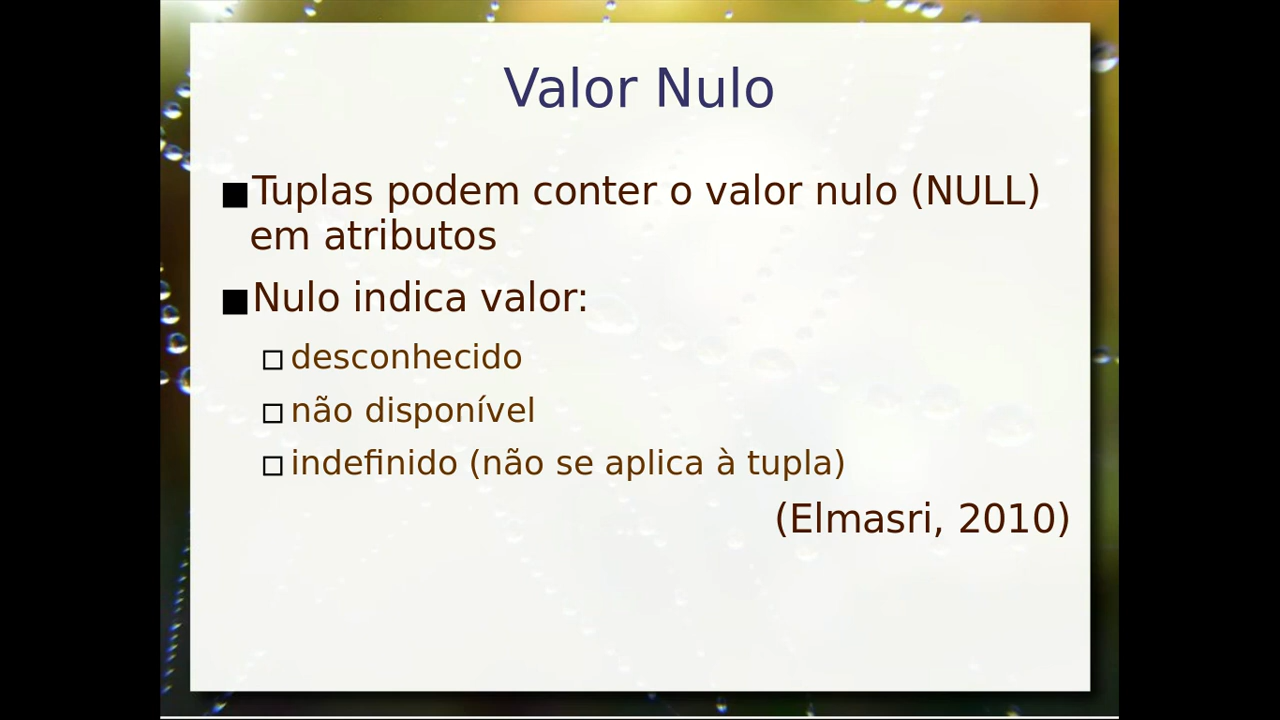 Valor Nulo
Tuplas podem conter o valor nulo (NULL)
em atributos
Nulo indica valor:
desconhecido
não disponível
indefinido (não se aplica à tupla)
(Elmasri, 2010)